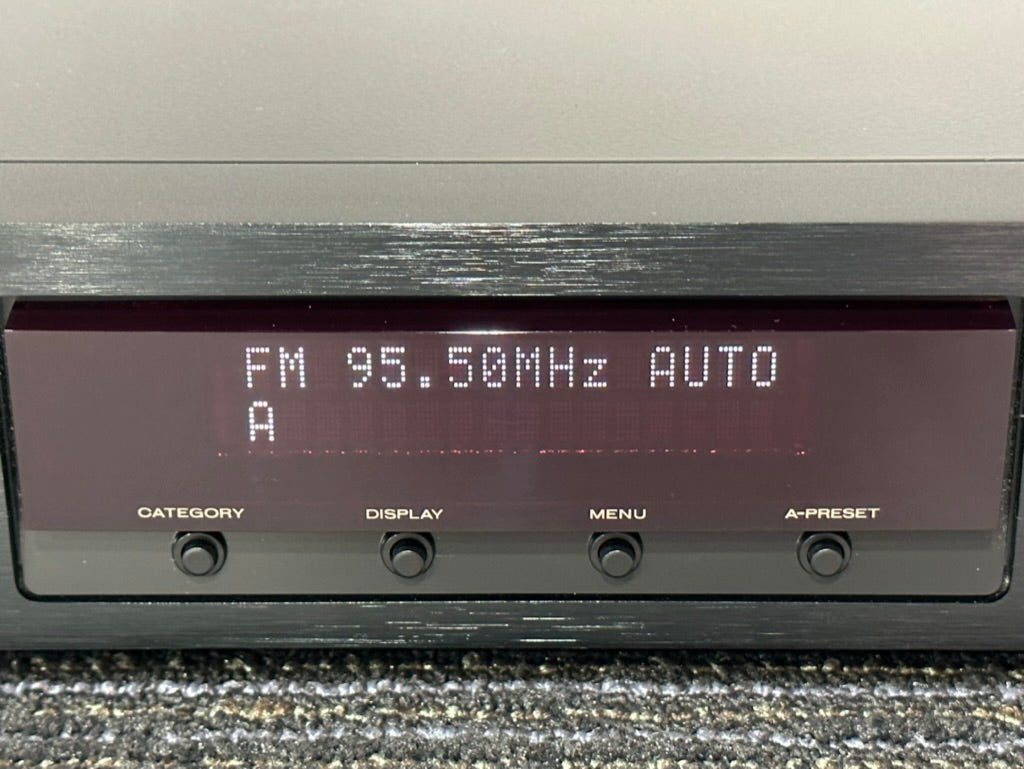 FM 95.50MHz AUTO
A
CATEGORY DISPLAY MENU A-PRESET